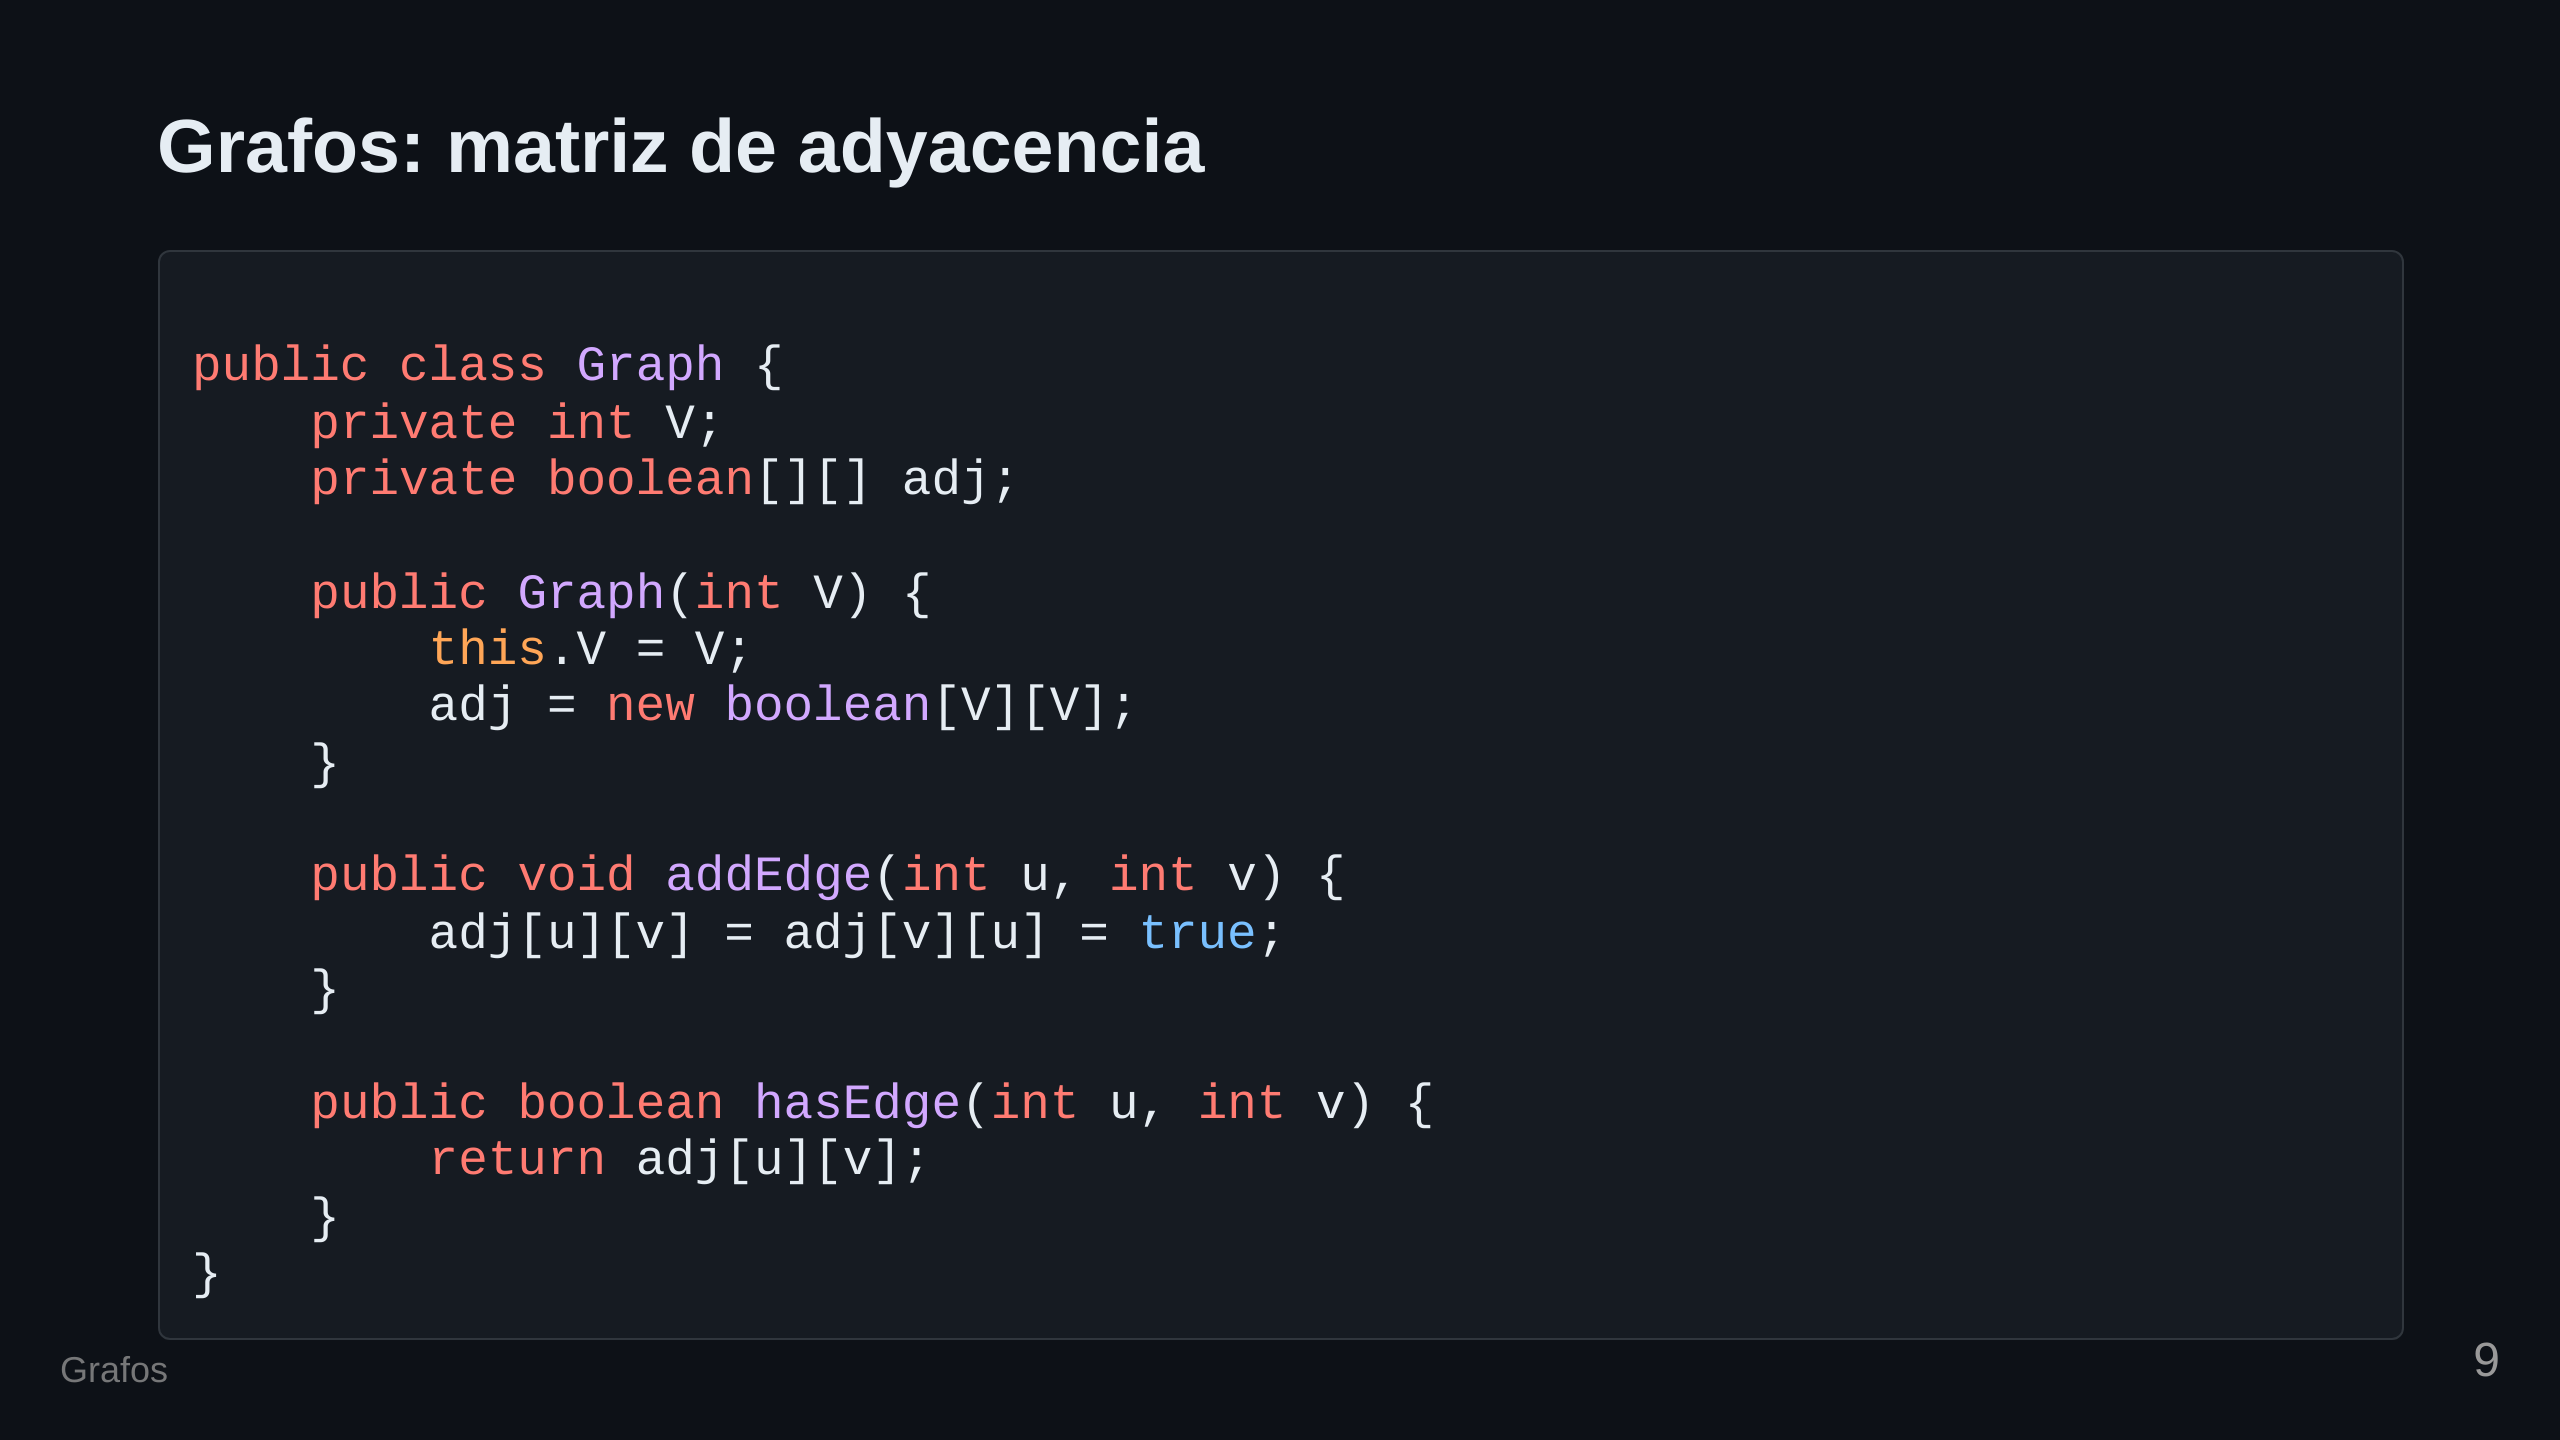 Grafos: matriz de adyacencia
public class Graph {
    private int V;
    private boolean[][] adj;

    public Graph(int V) {
        this.V = V;
        adj = new boolean[V][V];
    }

    public void addEdge(int u, int v) {
        adj[u][v] = adj[v][u] = true;
    }

    public boolean hasEdge(int u, int v) {
        return adj[u][v];
    }
}
Grafos
9